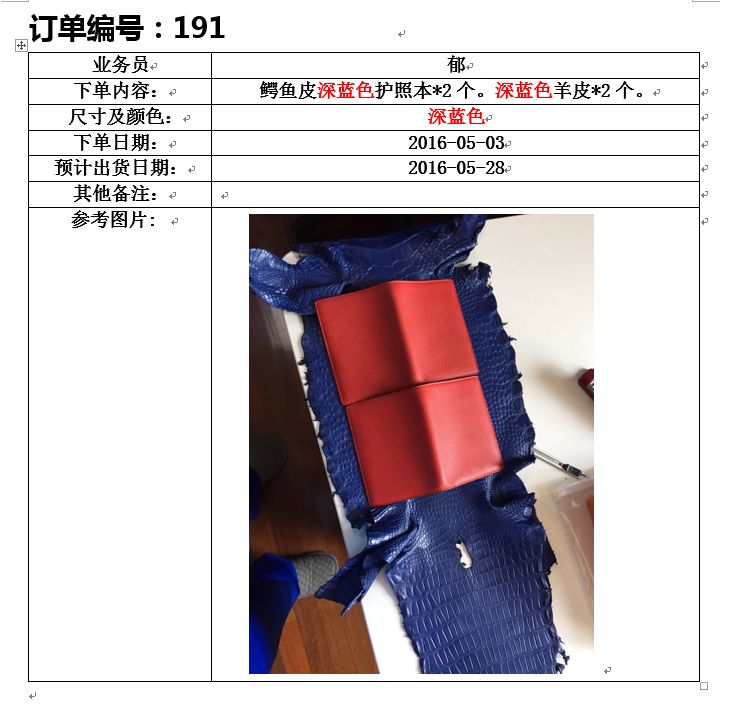 订单编号：191
业务员 郁
下单内容： 鳄鱼皮深蓝色护照本*2个。深蓝色羊皮*2个。
尺寸及颜色： 深蓝色
下单日期： 2016-05-03
预计出货日期： 2016-05-28
其他备注：
参考图片: